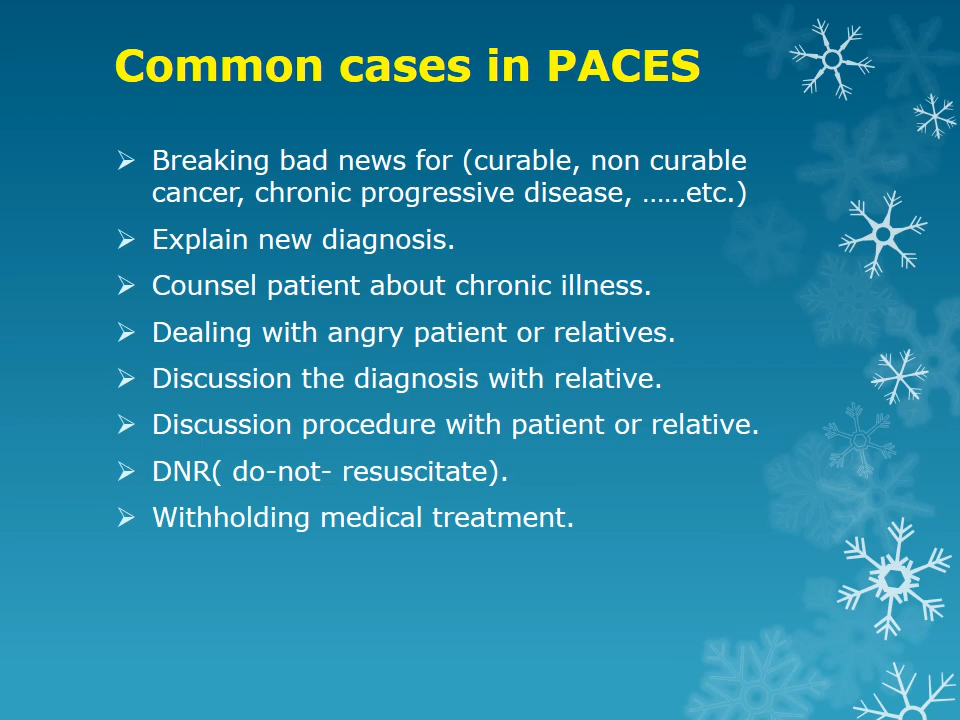 Common cases in PACES
Breaking bad news for (curable, non curable
cancer, chronic progressive disease, ……etc.)
Explain new diagnosis.
Counsel patient about chronic illness.
Dealing with angry patient or relatives.
Discussion the diagnosis with relative.
Discussion procedure with patient or relative.
DNR( do-not- resuscitate).
Withholding medical treatment.